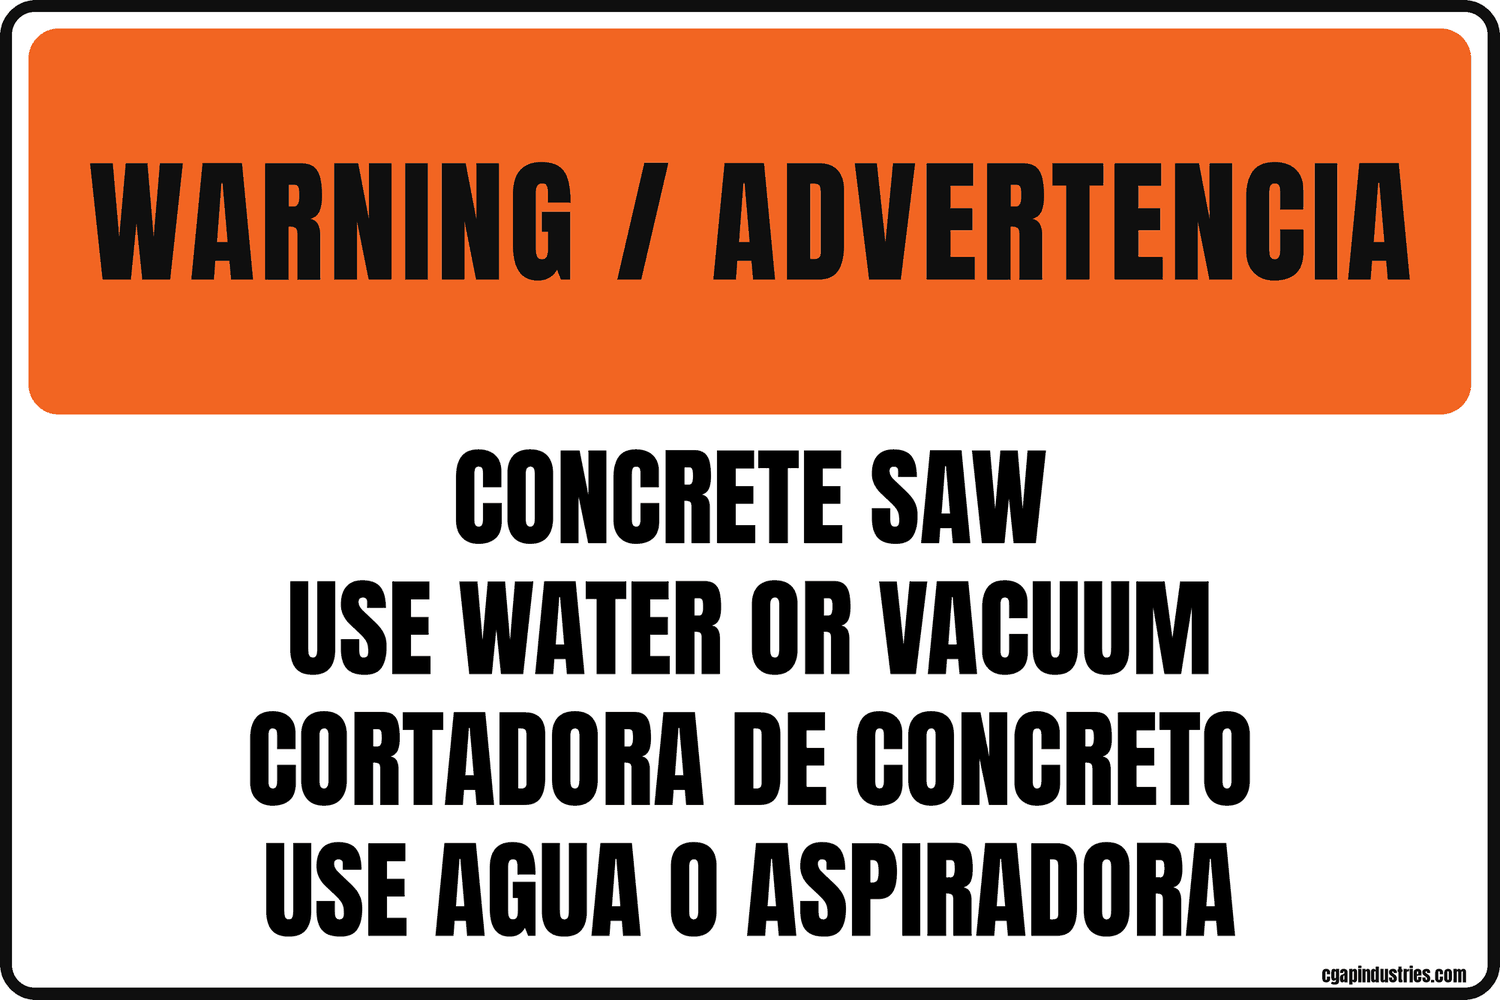 WARNING / ADVERTENCIA
CONCRETE SAW
USE WATER OR VACUUM
CORTADORA DE CONCRETO
USE AGUA O ASPIRADORA
cgapindustries.com